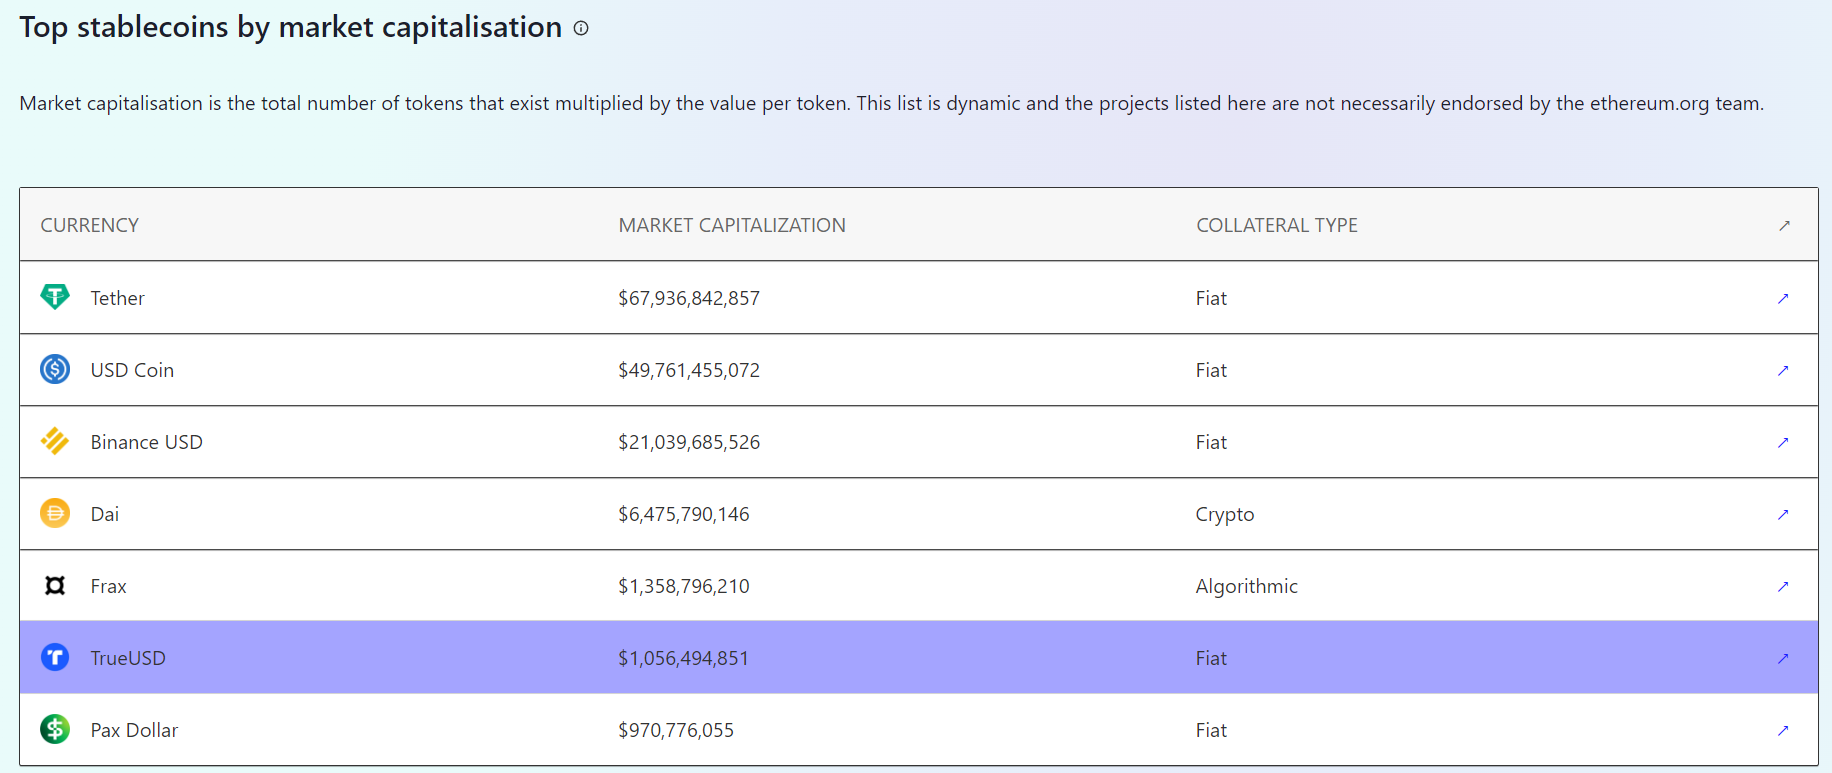 Top stablecoins by market capitalisation
Market capitalisation is the total number of tokens that exist multiplied by the value per token. This list is dynamic and the projects listed here are not necessarily endorsed by the ethereum.org team.
CURRENCY MARKET CAPITALIZATION COLLATERAL TYPE ↗
Tether $67,936,842,857 Fiat ↗
USD Coin $49,761,455,072 Fiat ↗
Binance USD $21,039,685,526 Fiat ↗
Dai $6,475,790,146 Crypto ↗
Frax $1,358,796,210 Algorithmic ↗
TrueUSD $1,056,494,851 Fiat ↗
Pax Dollar $970,776,055 Fiat ↗